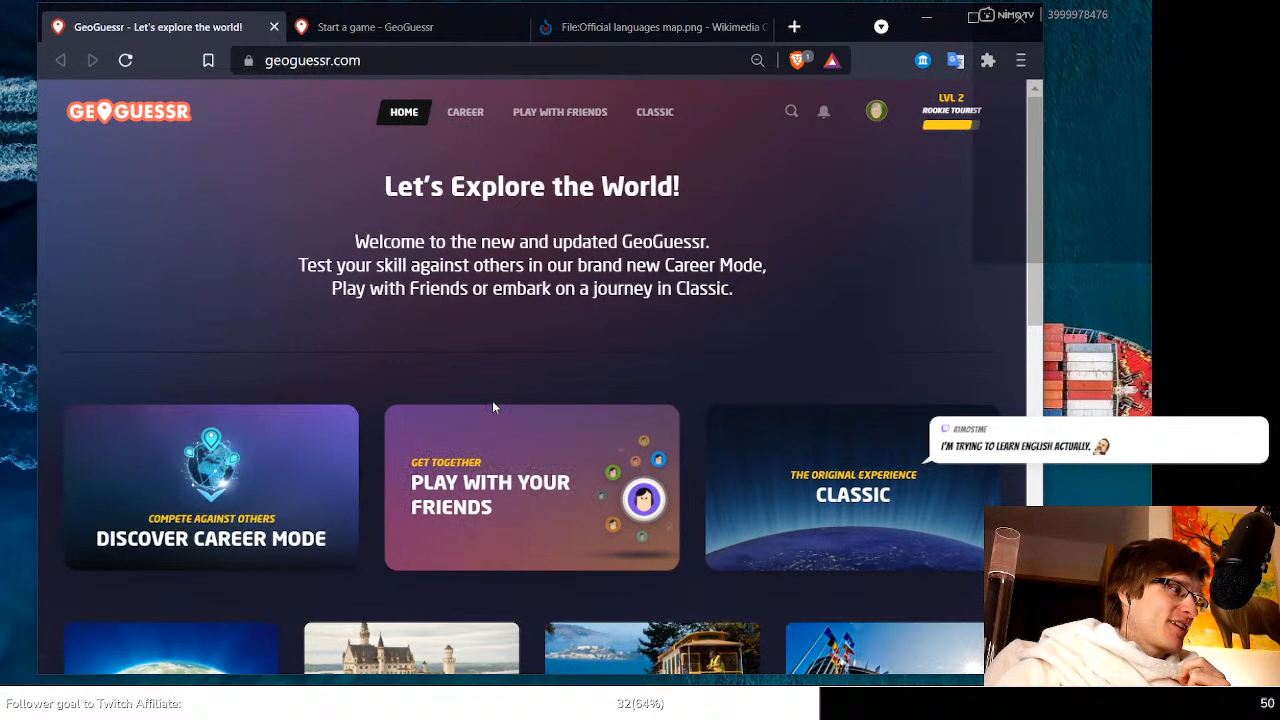 GeoGuessr - Let's explore the world!
Start a game - GeoGuessr
File:Official languages map.png - Wikimedia C
NIMOTV
3999978476
geoguessr.com
1
GEOGUESSR
HOME
CAREER
PLAY WITH FRIENDS
CLASSIC
LVL 2
ROOKIE TOURIST
Let's Explore the World!
Welcome to the new and updated GeoGuessr.
Test your skill against others in our brand new Career Mode,
Play with Friends or embark on a journey in Classic.
COMPETE AGAINST OTHERS
DISCOVER CAREER MODE
GET TOGETHER
PLAY WITH YOUR
FRIENDS
THE ORIGINAL EXPERIENCE
CLASSIC
A1MOSTME
I'M TRYING TO LEARN ENGLISH ACTUALLY.
Follower goal to Twitch Affiliate:
32(64%)
50